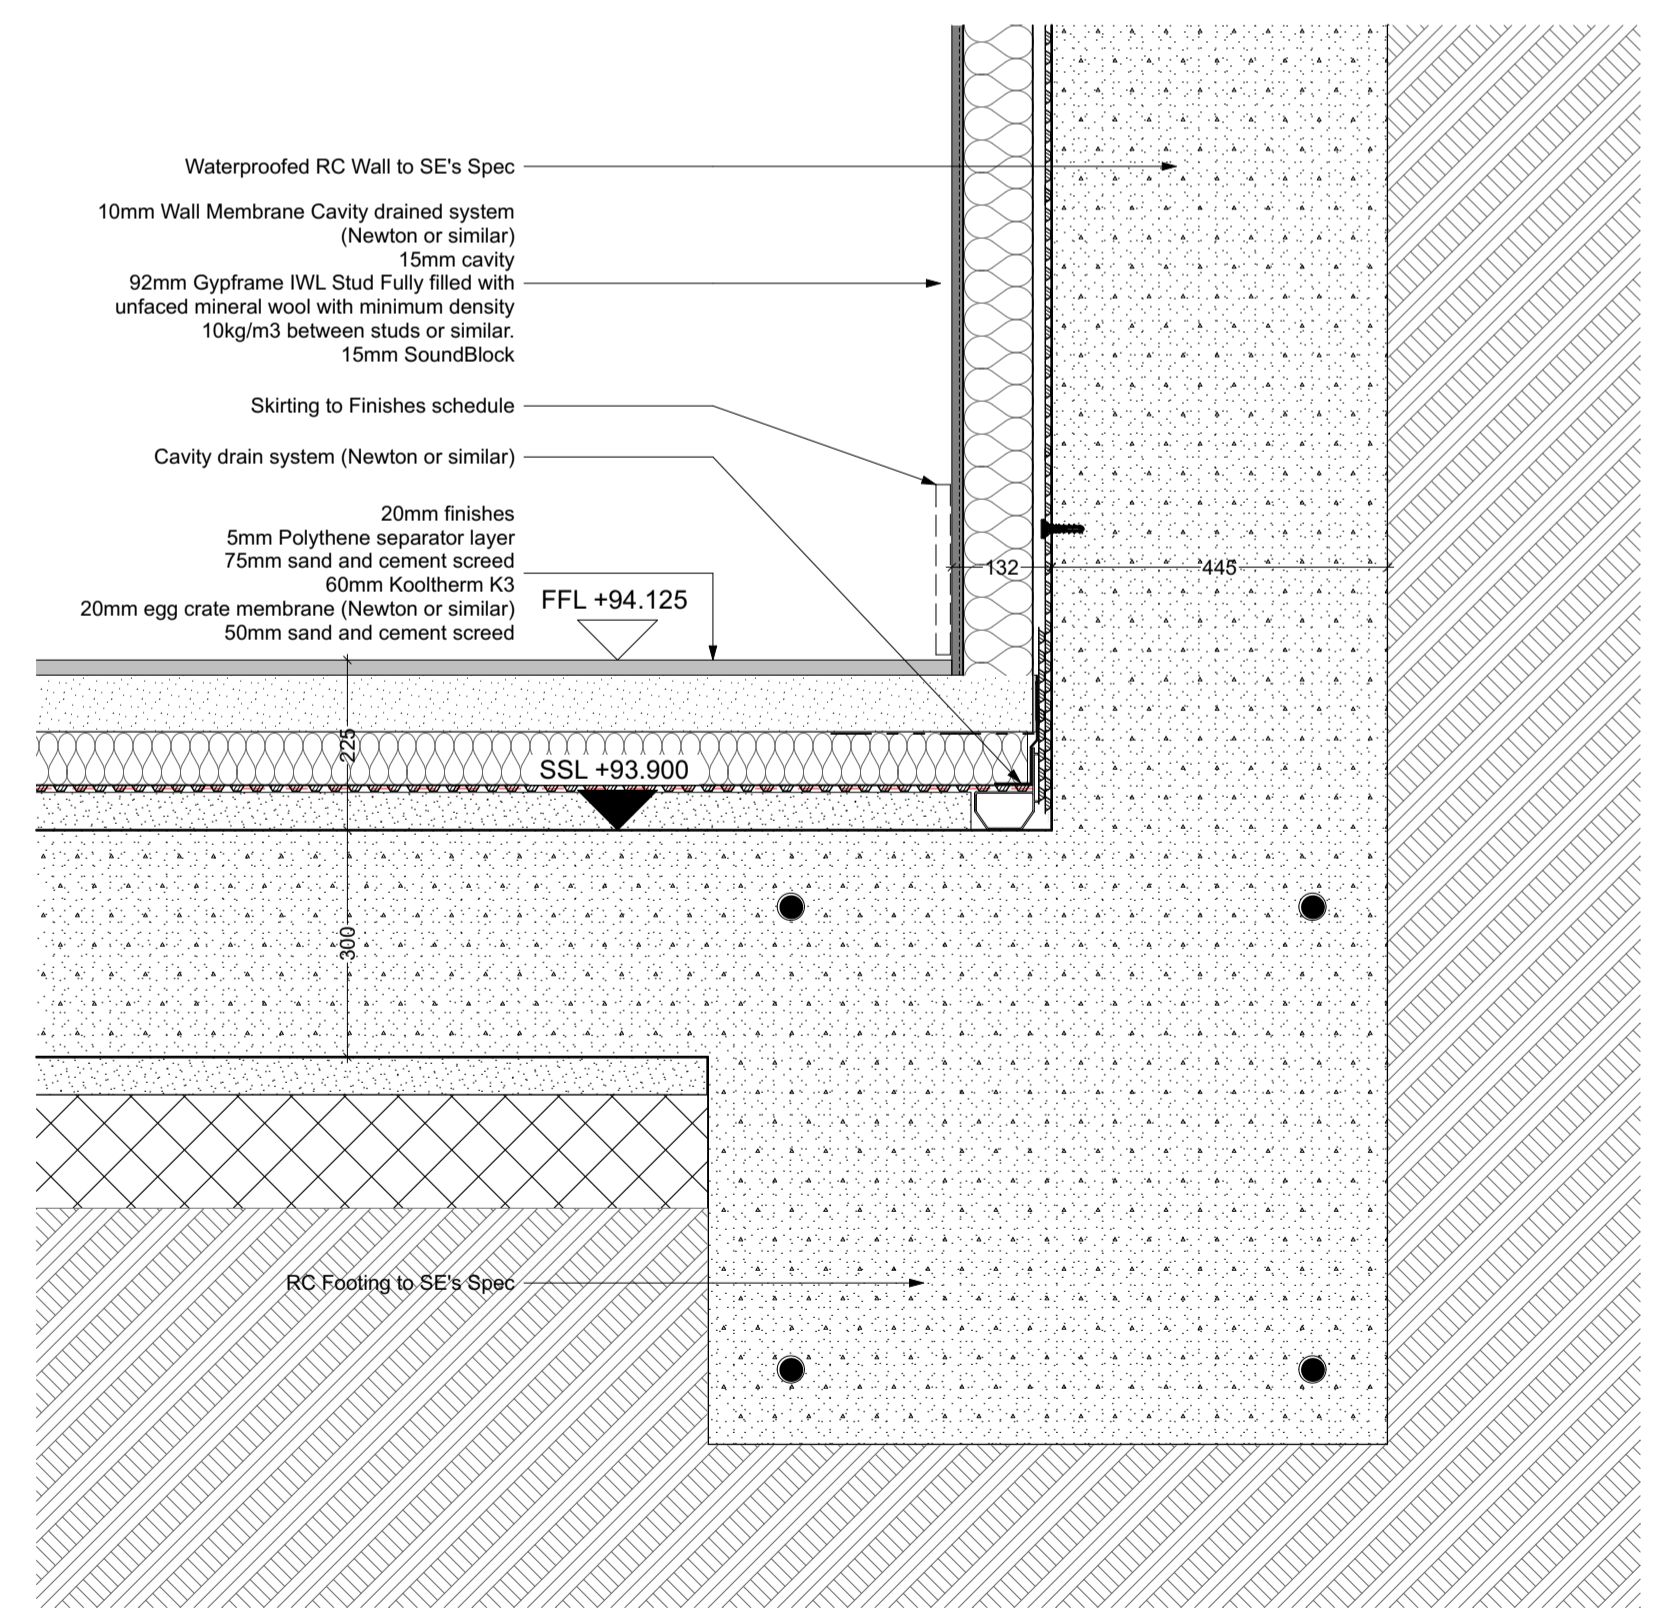 Waterproofed RC Wall to SE's Spec
10mm Wall Membrane Cavity drained system
(Newton or similar)
15mm cavity
92mm Gypframe IWL Stud Fully filled with
unfaced mineral wool with minimum density
10kg/m3 between studs or similar.
15mm SoundBlock
Skirting to Finishes schedule
Cavity drain system (Newton or similar)
20mm finishes
5mm Polythene separator layer
75mm sand and cement screed
60mm Kooltherm K3
20mm egg crate membrane (Newton or similar)
50mm sand and cement screed
FFL +94.125
132
445
225
SSL +93.900
300
RC Footing to SE's Spec